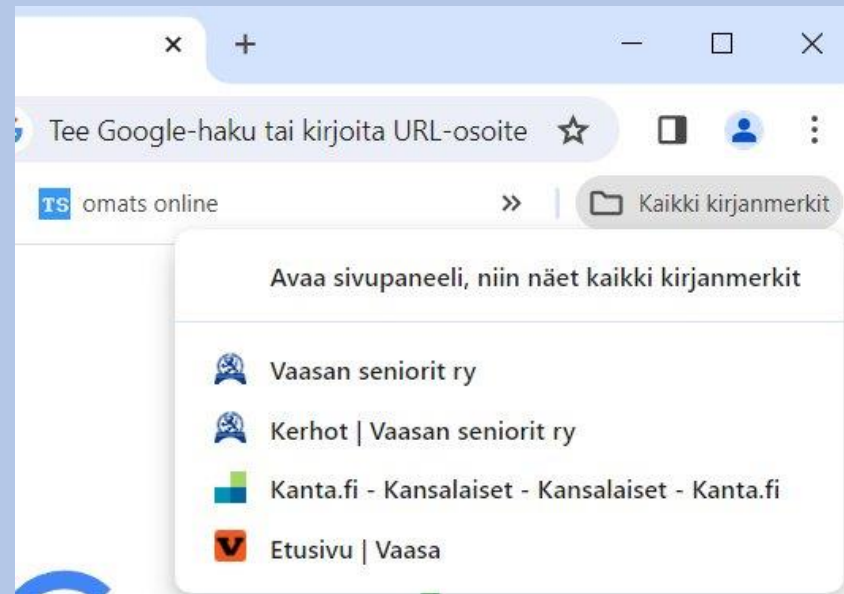 Tee Google-haku tai kirjoita URL-osoite
TS omats online » Kaikki kirjanmerkit
Avaa sivupaneeli, niin näet kaikki kirjanmerkit
Vaasan seniorit ry
Kerhot | Vaasan seniorit ry
Kanta.fi - Kansalaiset - Kansalaiset - Kanta.fi
V Etusivu | Vaasa